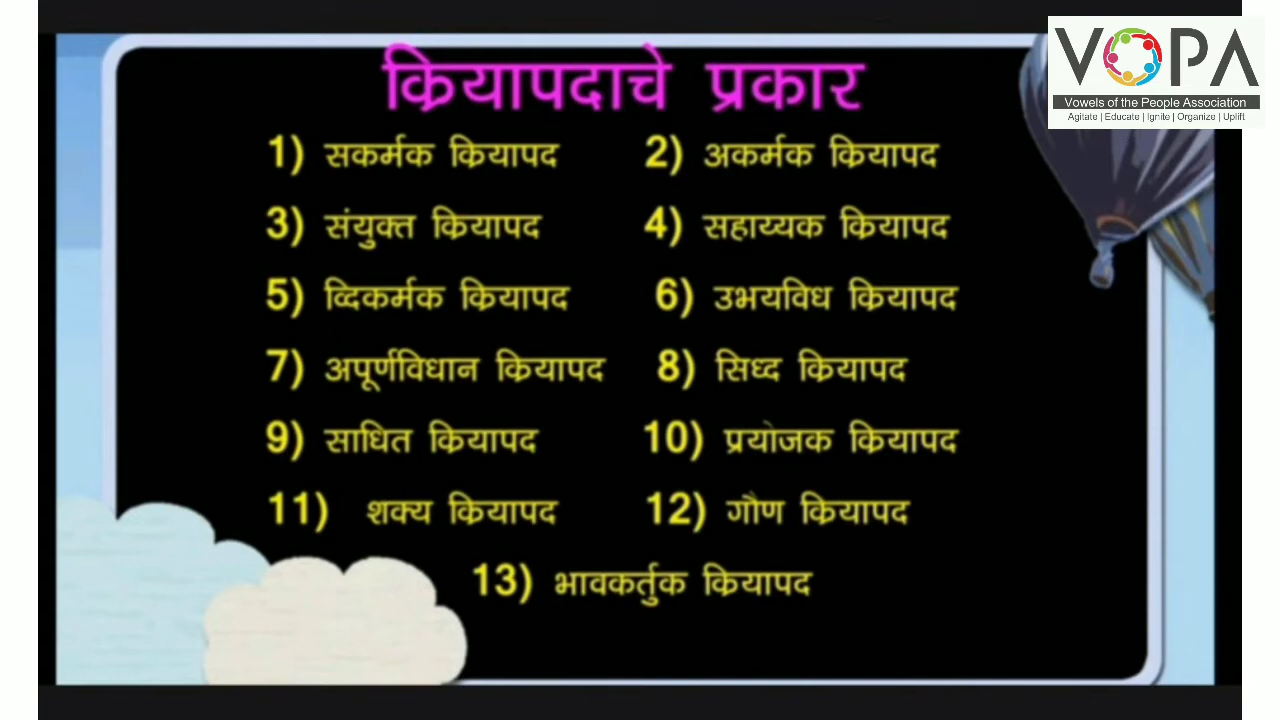 क्रियापदाचे प्रकार
1) सकर्मक क्रियापद 2) अकर्मक क्रियापद
3) संयुक्त क्रियापद 4) सहाय्यक क्रियापद
5) व्दिकर्मक क्रियापद 6) उभयविध क्रियापद
7) अपूर्णविधान क्रियापद 8) सिध्द क्रियापद
9) साधित क्रियापद 10) प्रयोजक क्रियापद
11) शक्य क्रियापद 12) गौण क्रियापद
13) भावकर्तुक क्रियापद
VOPA
Vowels of the People Association
Agitate | Educate | Ignite | Organize | Uplift